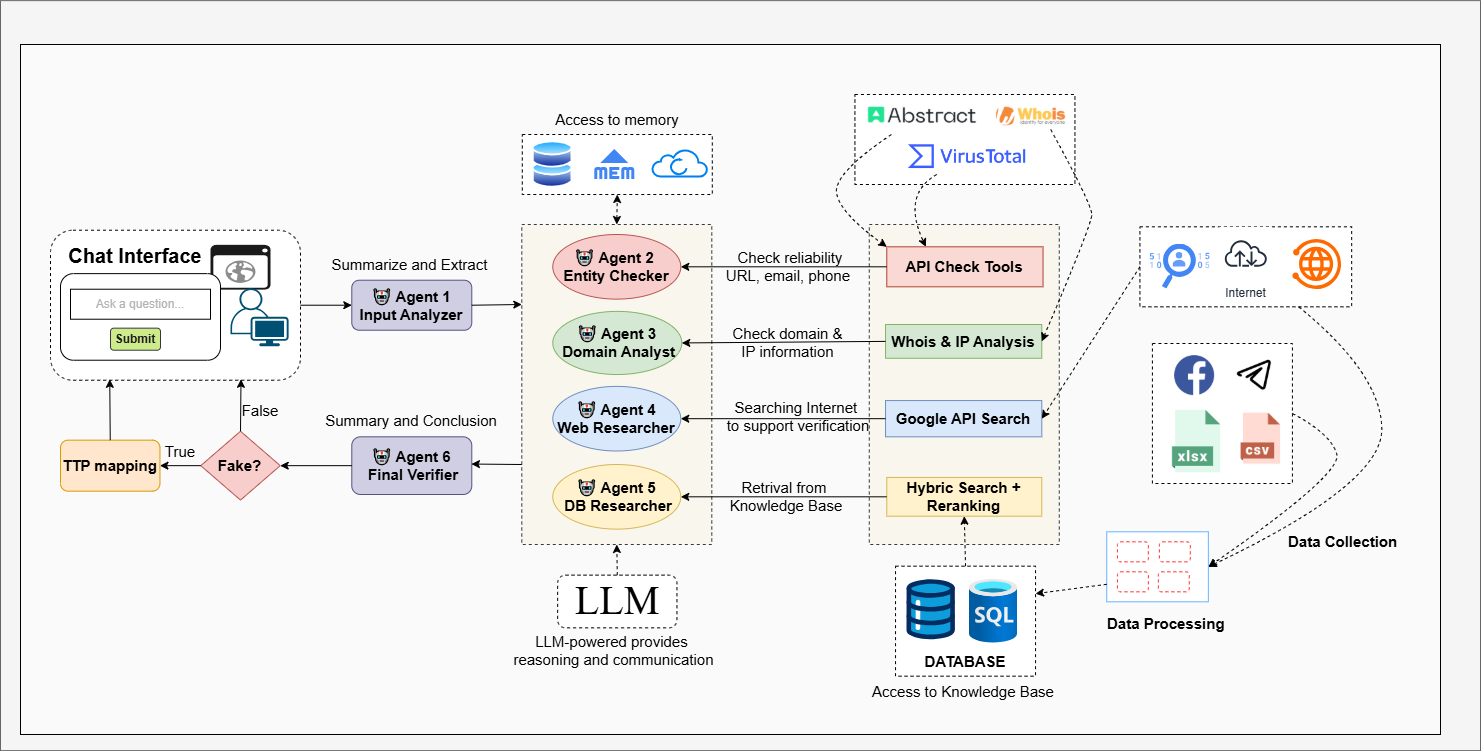 Access to memory
MEM
Abstract
Whois
identity for everyone
VirusTotal
Chat Interface
Ask a question...
Submit
Summarize and Extract
Agent 1
Input Analyzer
Agent 2
Entity Checker
Check reliability
URL, email, phone
API Check Tools
Agent 3
Domain Analyst
Check domain &
IP information
Whois & IP Analysis
Agent 4
Web Researcher
Searching Internet
to support verification
Google API Search
Agent 5
DB Researcher
Retrival from
Knowledge Base
Hybric Search +
Reranking
Internet
xlsx
csv
False
True
TTP mapping
Fake?
Summary and Conclusion
Agent 6
Final Verifier
LLM
LLM-powered provides
reasoning and communication
SQL
DATABASE
Access to Knowledge Base
Data Collection
Data Processing